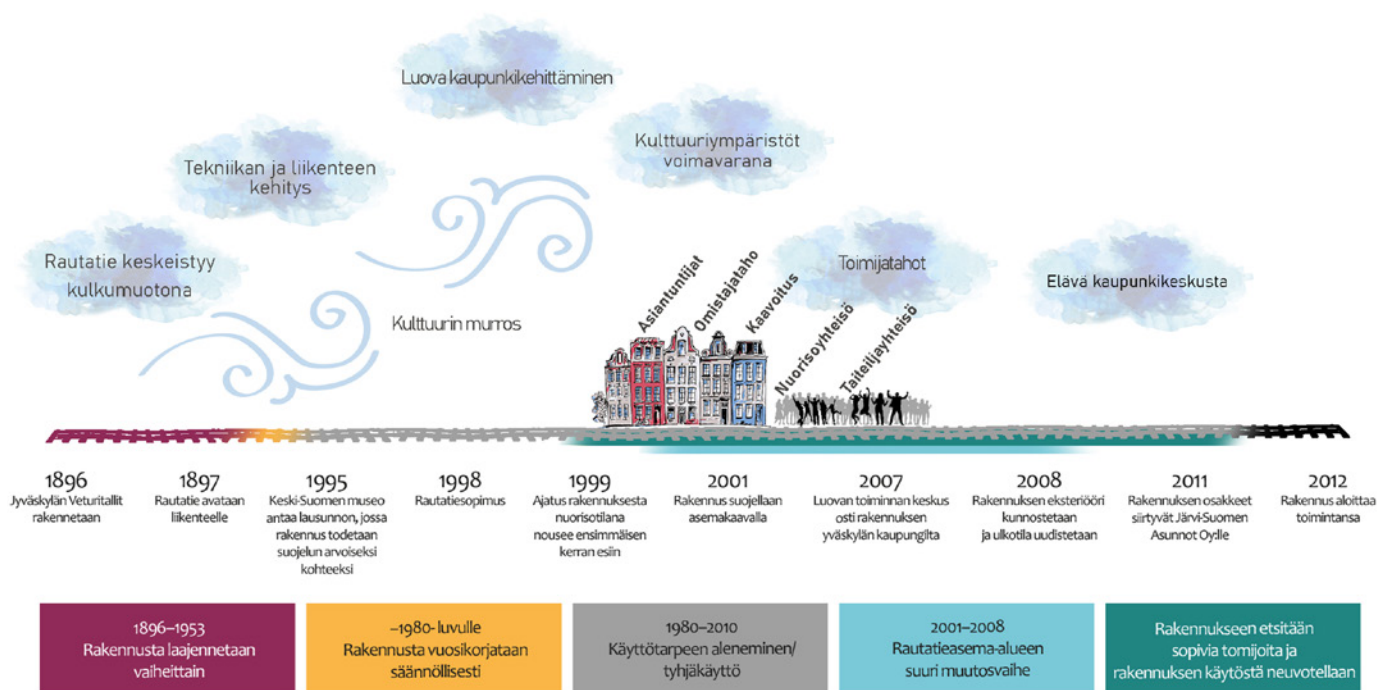 Luova kaupunkikehittäminen
Kulttuuriympäristöt
voimavarana
Tekniikan ja liikenteen
kehitys
Rautatie keskeistyy
kulkumuotona
Toimijatahot
Elävä kaupunkikeskusta
Kulttuurin murros
Asiantuntijat
Omistajataho
Kaavoitus
Nuorisoyhteisö
Taiteilijayhteisö
1896
Jyväskylän Veturitallit
rakennetaan
1897
Rautatie avataan
liikenteelle
1995
Keski-Suomen museo
antaa lausunnon, jossa
rakennus todetaan
suojelun arvoiseksi
kohteeksi
1998
Rautatiesopimus
1999
Ajatus rakennuksesta
nuorisotilana
nousee ensimmäisen
kerran esiin
2001
Rakennus suojellaan
asemakaavalla
2007
Luovan toiminnan keskus
osti rakennuksen
yväskylän kaupungilta
2008
Rakennuksen eksteriööri
kunnostetaan
ja ulkotila uudistetaan
2011
Rakennuksen osakkeet
siirtyvät Järvi-Suomen
Asunnot Oy:lle
2012
Rakennus aloittaa
toimintansa
1896–1953
Rakennusta laajennetaan
vaiheittain
–1980- luvulle
Rakennusta vuosikorjataan
säännöllisesti
1980–2010
Käyttötarpeen aleneminen/
tyhjäkäyttö
2001–2008
Rautatieasema-alueen
suuri muutosvaihe
Rakennukseen etsitään
sopivia tomijoita ja
rakennuksen käytöstä neuvotellaan